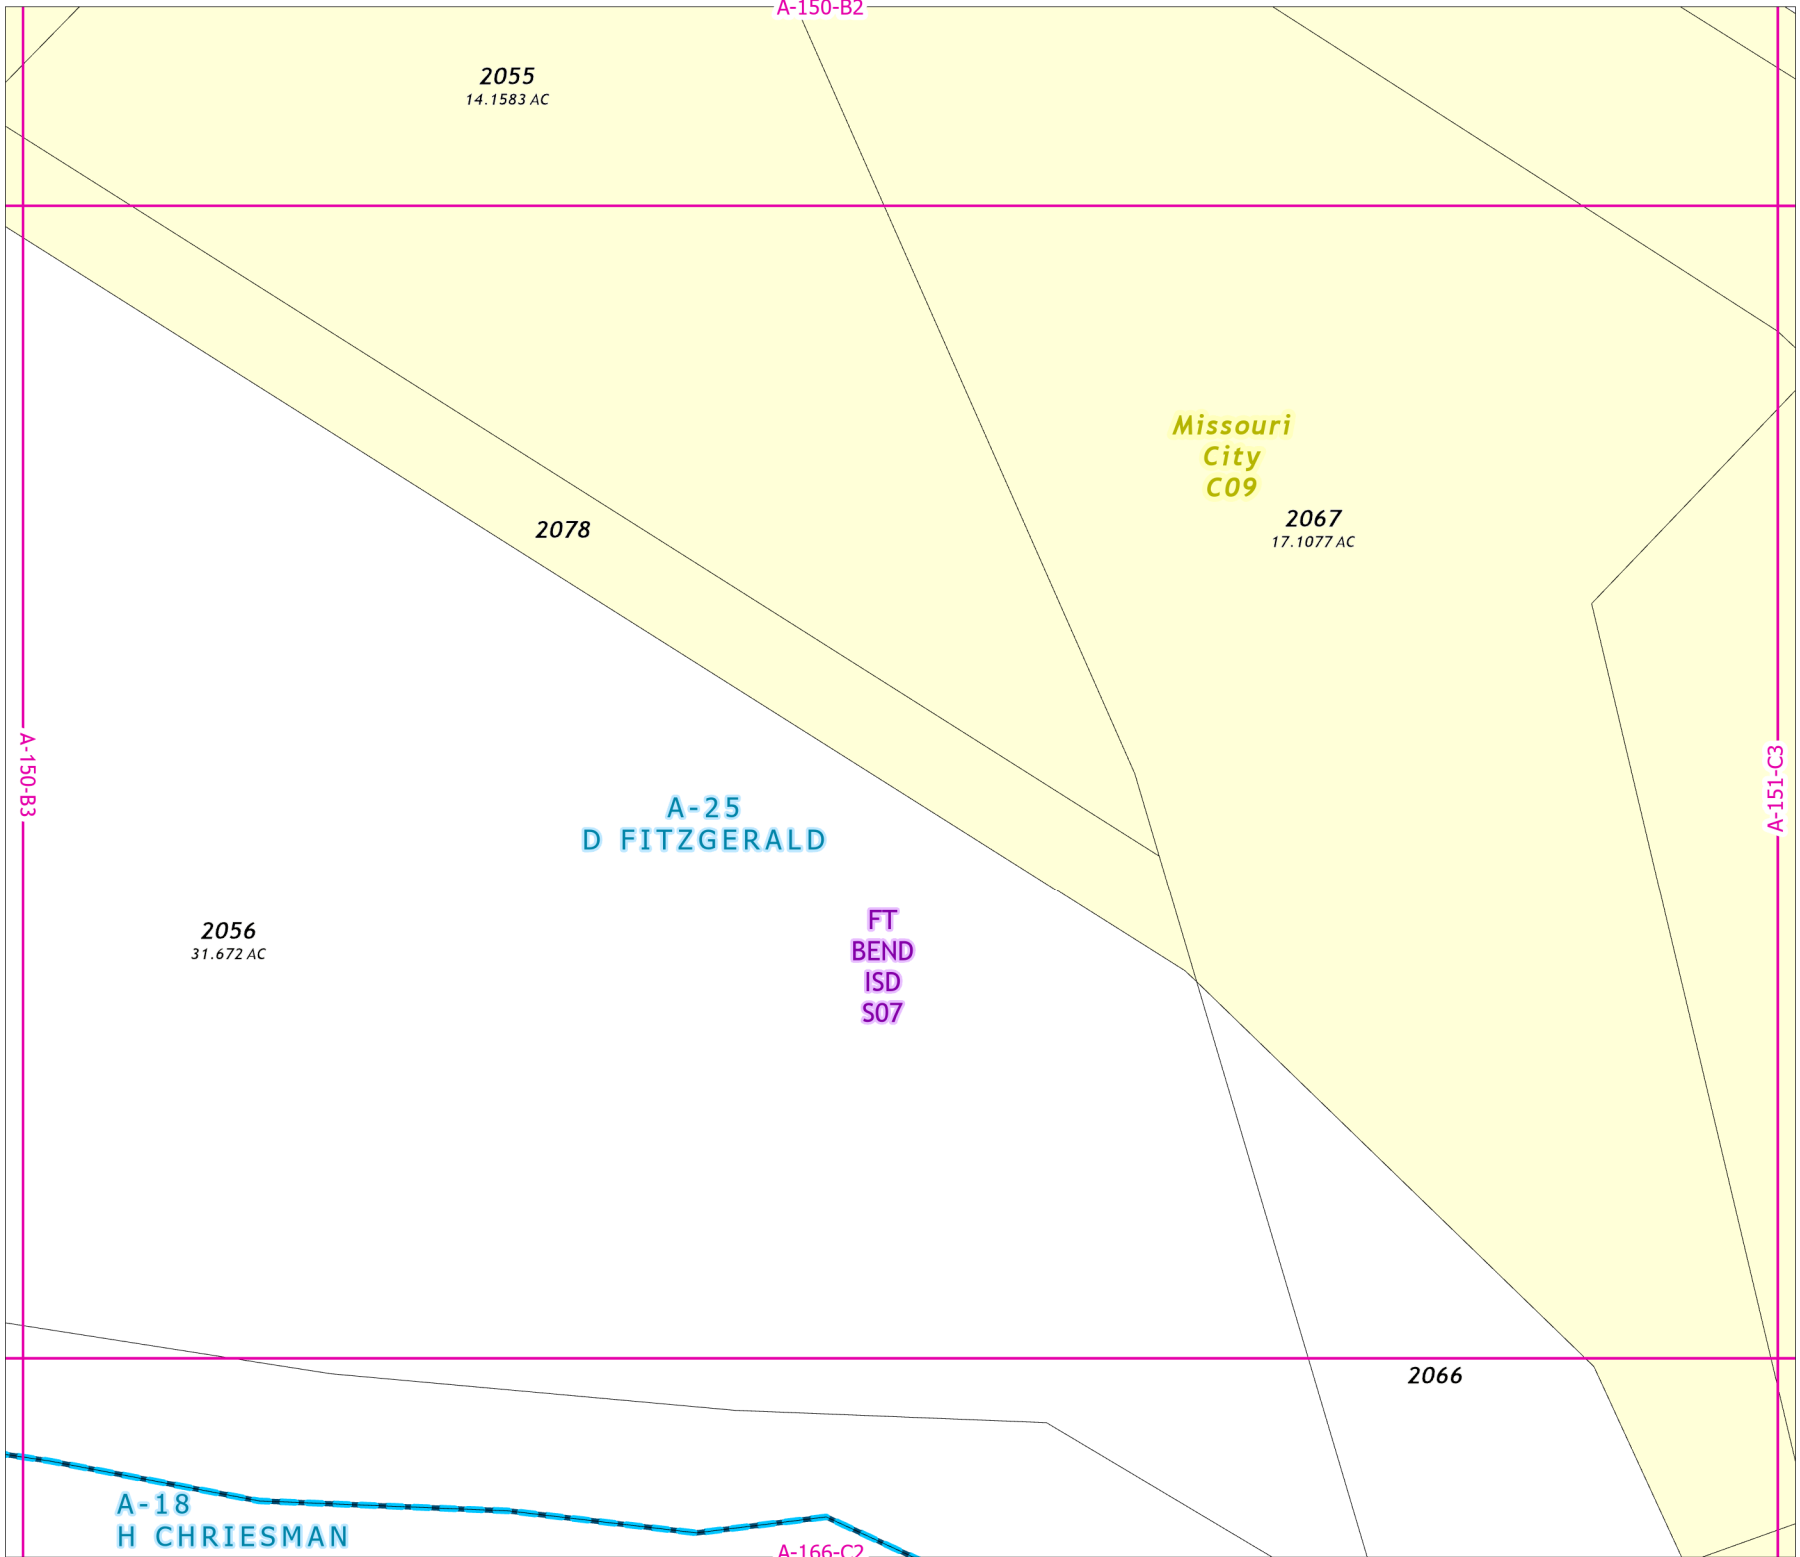 A-150-B2
2055
14.1583 AC
Missouri
City
C09
2067
17.1077 AC
2078
A-150-B3
A-151-C3
A-25
D FITZGERALD
FT
BEND
ISD
S07
2056
31.672 AC
2066
A-18
H CHRIESMAN
A-166-C2